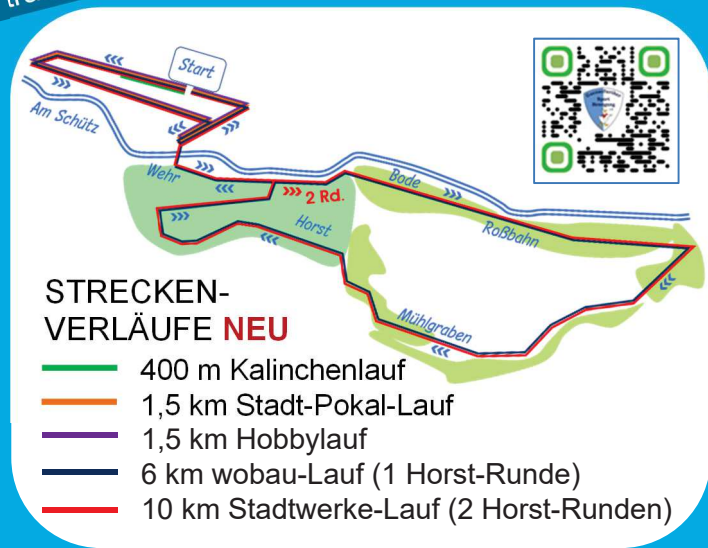 Start
Am Schütz
Wehr
2 Rd.
Bode
Horst
Roßbahn
Mühlgraben
STRECKEN-
VERLÄUFE NEU
400 m Kalinchenlauf
1,5 km Stadt-Pokal-Lauf
1,5 km Hobbylauf
6 km wobau-Lauf (1 Horst-Runde)
10 km Stadtwerke-Lauf (2 Horst-Runden)